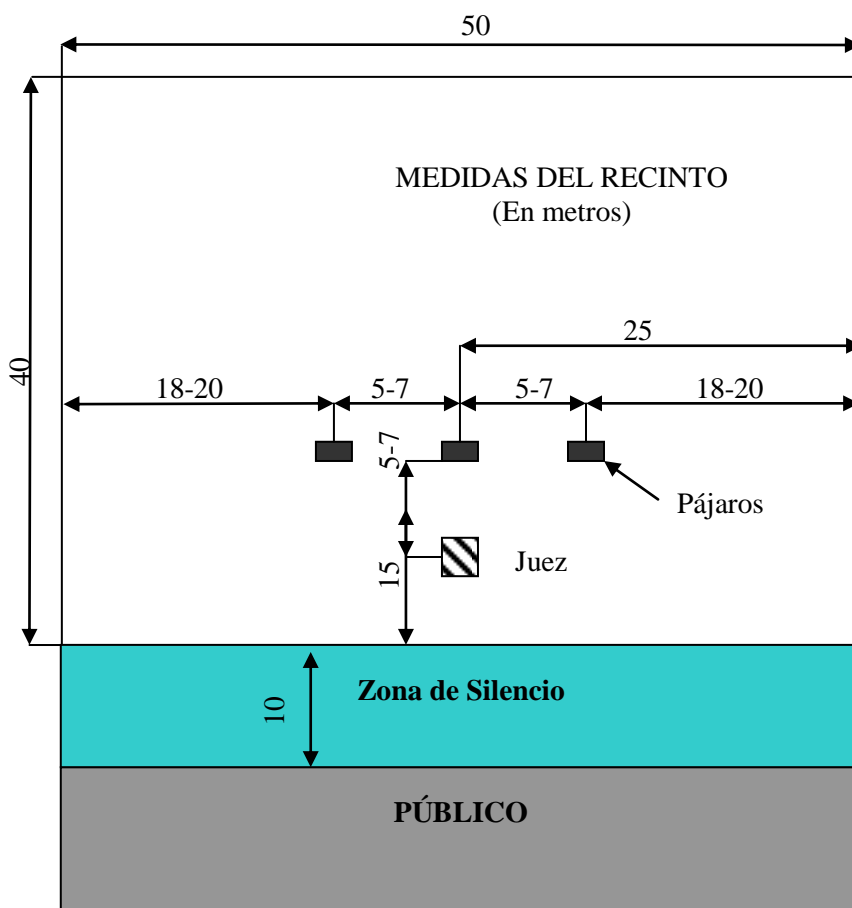 50
MEDIDAS DEL RECINTO
(En metros)
40
25
18-20
5-7
5-7
18-20
5-7
Pájaros
15
Juez
Zona de Silencio
10
PÚBLICO